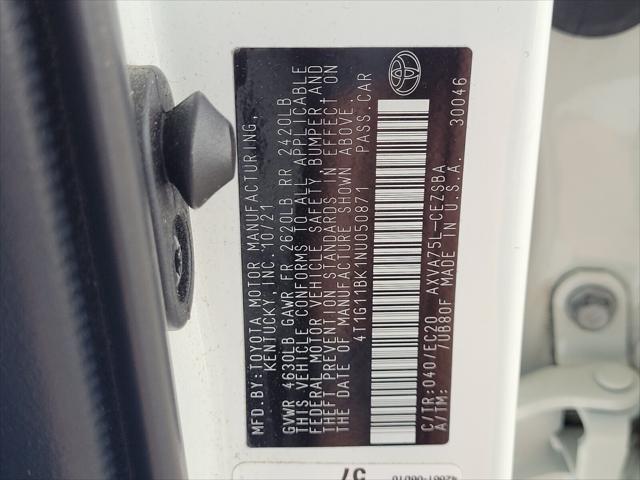 MFD.BY:TOYOTA MOTOR MANUFACTURING,
KENTUCKY, INC. 10/21
GVWR 4630LB GAWR FR 2620LB RR 2420LB
THIS VEHICLE CONFORMS TO ALL APPLICABLE
FEDERAL MOTOR VEHICLE SAFETY, BUMPER,AND
THEFT PREVENTION STANDARDS IN EFFECT ON
THE DATE OF MANUFACTURE SHOWN ABOVE.
4T1G11BK1NU050871 PASS.CAR
C/TR:040/EC20 AXVA75L-CEZSBA
A/TM: 7UB80F MADE IN U.S.A. 30046
57